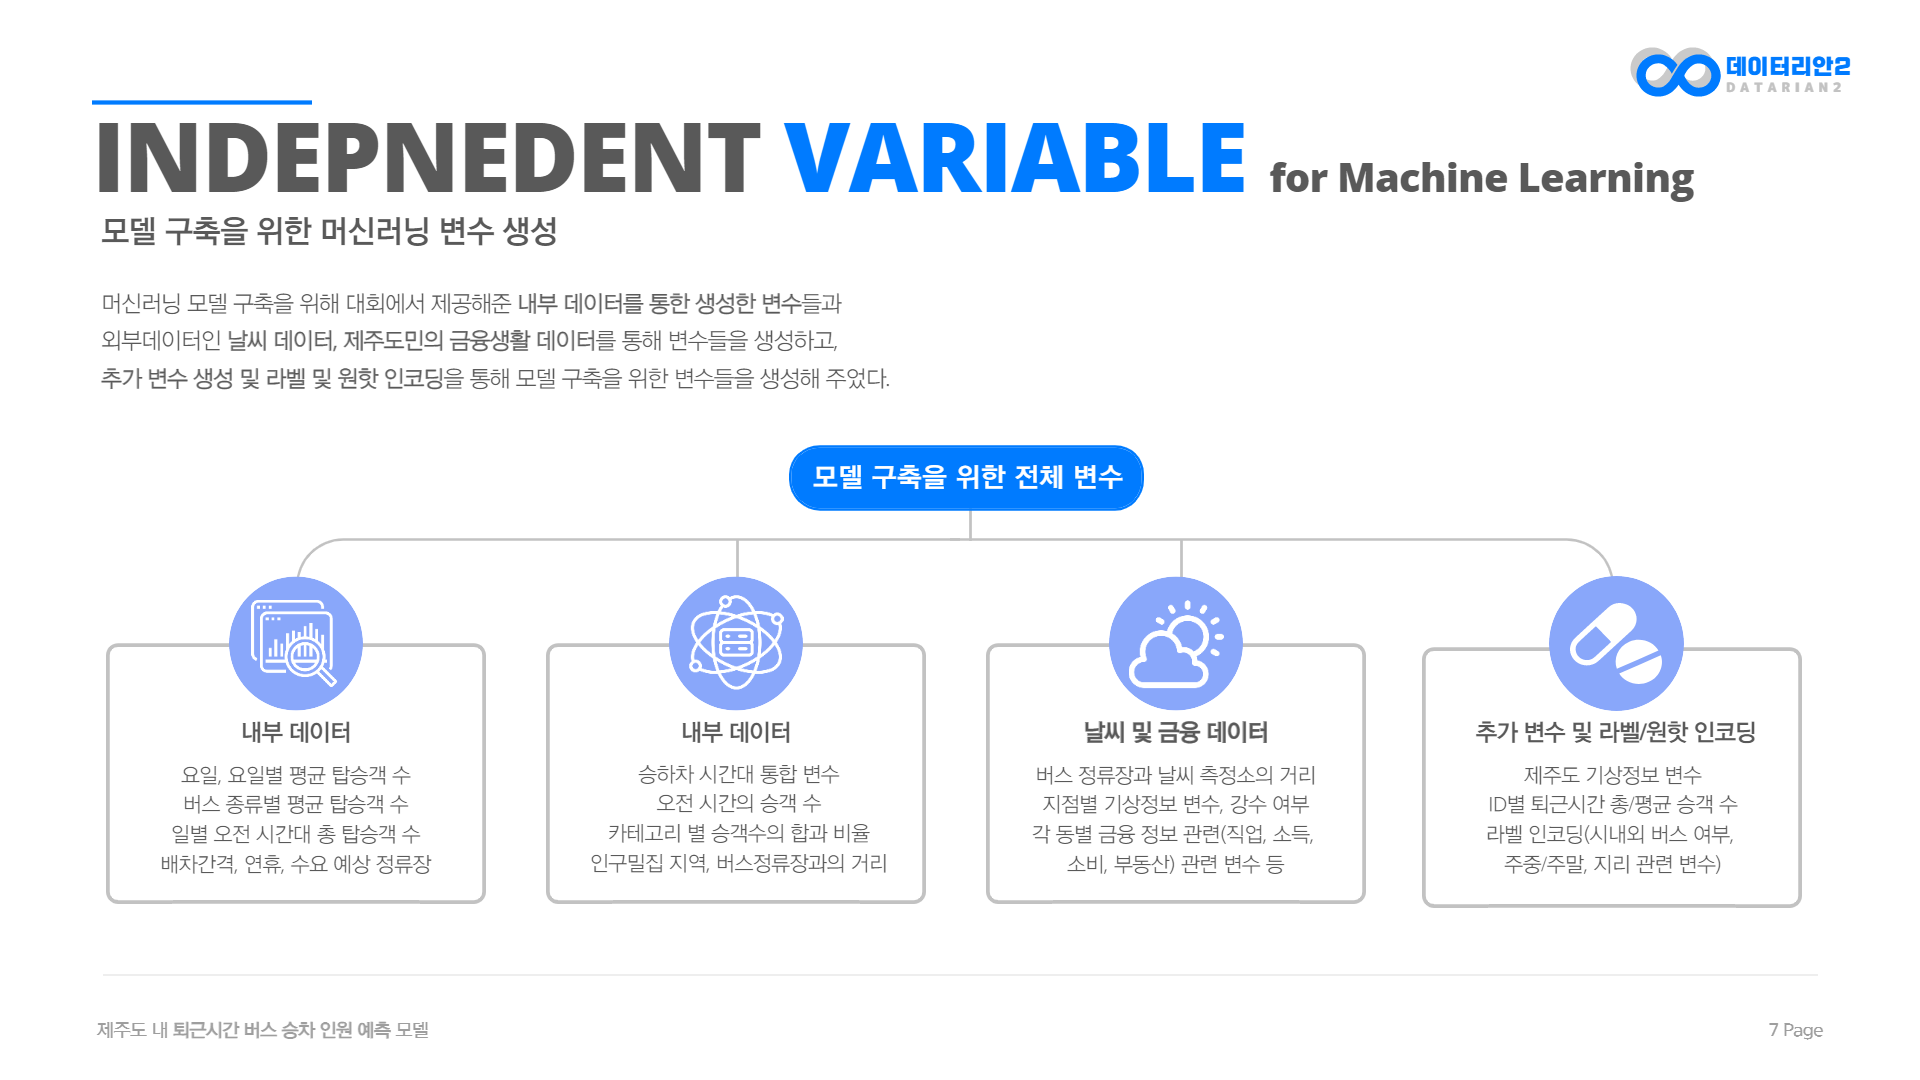 데이터리안2
DATARIAN2
INDEPNEDENT VARIABLE for Machine Learning
모델 구축을 위한 머신러닝 변수 생성
머신러닝 모델 구축을 위해 대회에서 제공해준 내부 데이터를 통한 생성한 변수들과
외부데이터인 날씨 데이터, 제주도민의 금융생활 데이터를 통해 변수들을 생성하고,
추가 변수 생성 및 라벨 및 원핫 인코딩을 통해 모델 구축을 위한 변수들을 생성해 주었다.
모델 구축을 위한 전체 변수
내부 데이터
요일, 요일별 평균 탑승객 수
버스 종류별 평균 탑승객 수
일별 오전 시간대 총 탑승객 수
배차간격, 연휴, 수요 예상 정류장
내부 데이터
승하차 시간대 통합 변수
오전 시간의 승객 수
카테고리 별 승객수의 합과 비율
인구밀집 지역, 버스정류장과의 거리
날씨 및 금융 데이터
버스 정류장과 날씨 측정소의 거리
지점별 기상정보 변수, 강수 여부
각 동별 금융 정보 관련(직업, 소득,
소비, 부동산) 관련 변수 등
추가 변수 및 라벨/원핫 인코딩
제주도 기상정보 변수
ID별 퇴근시간 총/평균 승객 수
라벨 인코딩(시내외 버스 여부,
주중/주말, 지리 관련 변수)
제주도 내 퇴근시간 버스 승차 인원 예측 모델
7 Page